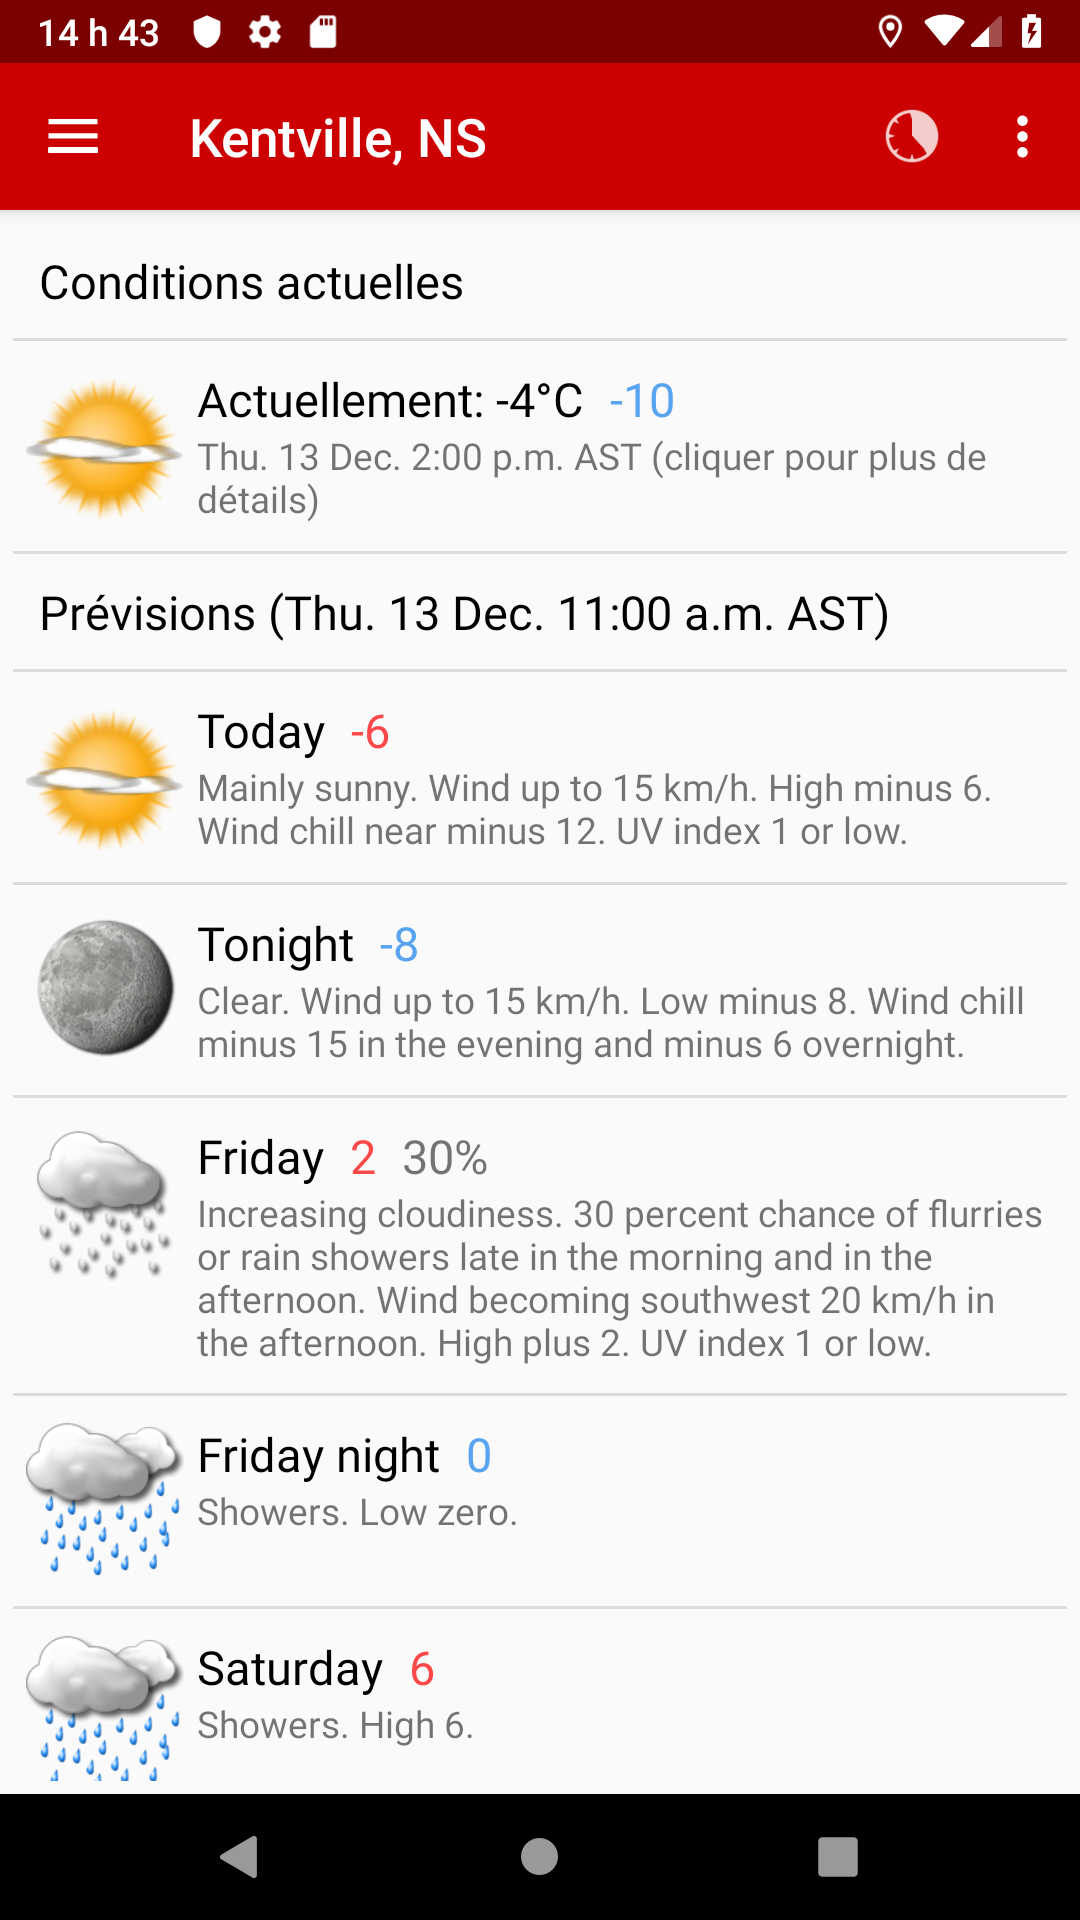 14 h 43
Kentville, NS
Conditions actuelles
Actuellement: -4°C -10
Thu. 13 Dec. 2:00 p.m. AST (cliquer pour plus de
détails)
Prévisions (Thu. 13 Dec. 11:00 a.m. AST)
Today -6
Mainly sunny. Wind up to 15 km/h. High minus 6.
Wind chill near minus 12. UV index 1 or low.
Tonight -8
Clear. Wind up to 15 km/h. Low minus 8. Wind chill
minus 15 in the evening and minus 6 overnight.
Friday 2 30%
Increasing cloudiness. 30 percent chance of flurries
or rain showers late in the morning and in the
afternoon. Wind becoming southwest 20 km/h in
the afternoon. High plus 2. UV index 1 or low.
Friday night 0
Showers. Low zero.
Saturday 6
Showers. High 6.